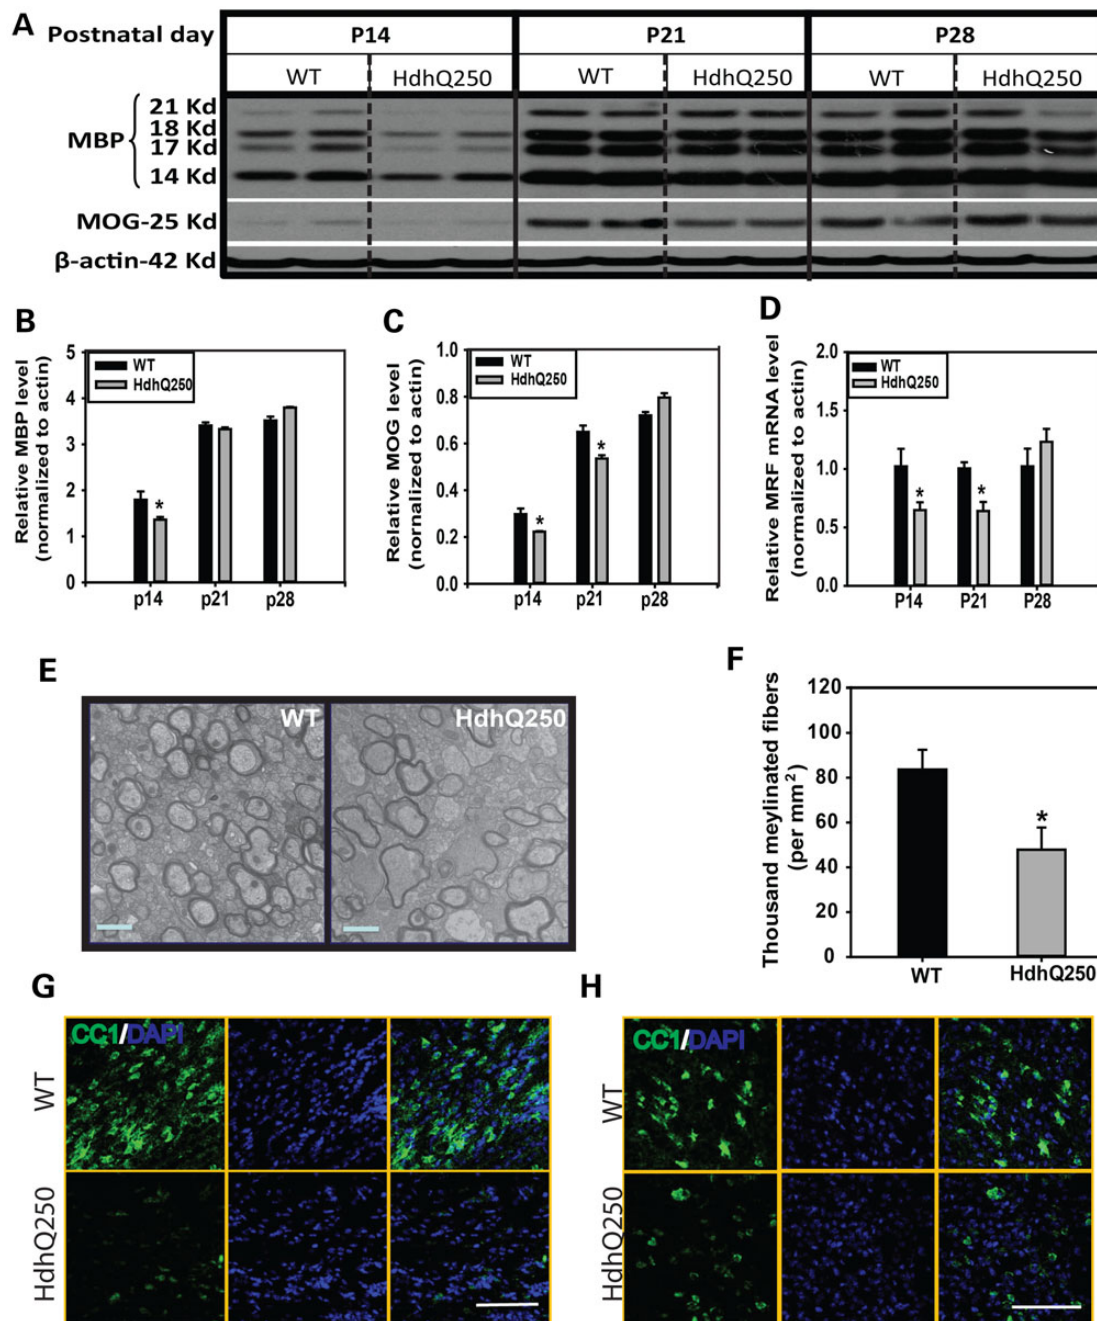 A
Postnatal day P14 P21 P28
WT HdhQ250 WT HdhQ250 WT HdhQ250
MBP
21 Kd
18 Kd
17 Kd
14 Kd
MOG-25 Kd
β-actin-42 Kd
B
Relative MBP level
(normalized to actin)
5
4
3
2
1
0
WT
HdhQ250
*
p14 p21 p28
C
Relative MOG level
(nornalized to actin)
1.0
0.8
0.6
0.4
0.2
0.0
WT
HdhQ250
* *
p14 p21 p28
D
Relative MRF mRNA level
(normalized to actin)
2.0
1.5
1.0
0.5
0.0
WT
HdhQ250
* *
P14 P21 P28
E
WT HdhQ250
F
Thousand meylinated fibers
(per mm²)
120
100
80
60
40
20
0
*
WT HdhQ250
G
CC1/DAPI
WT
HdhQ250
H
CC1/DAPI
WT
HdhQ250